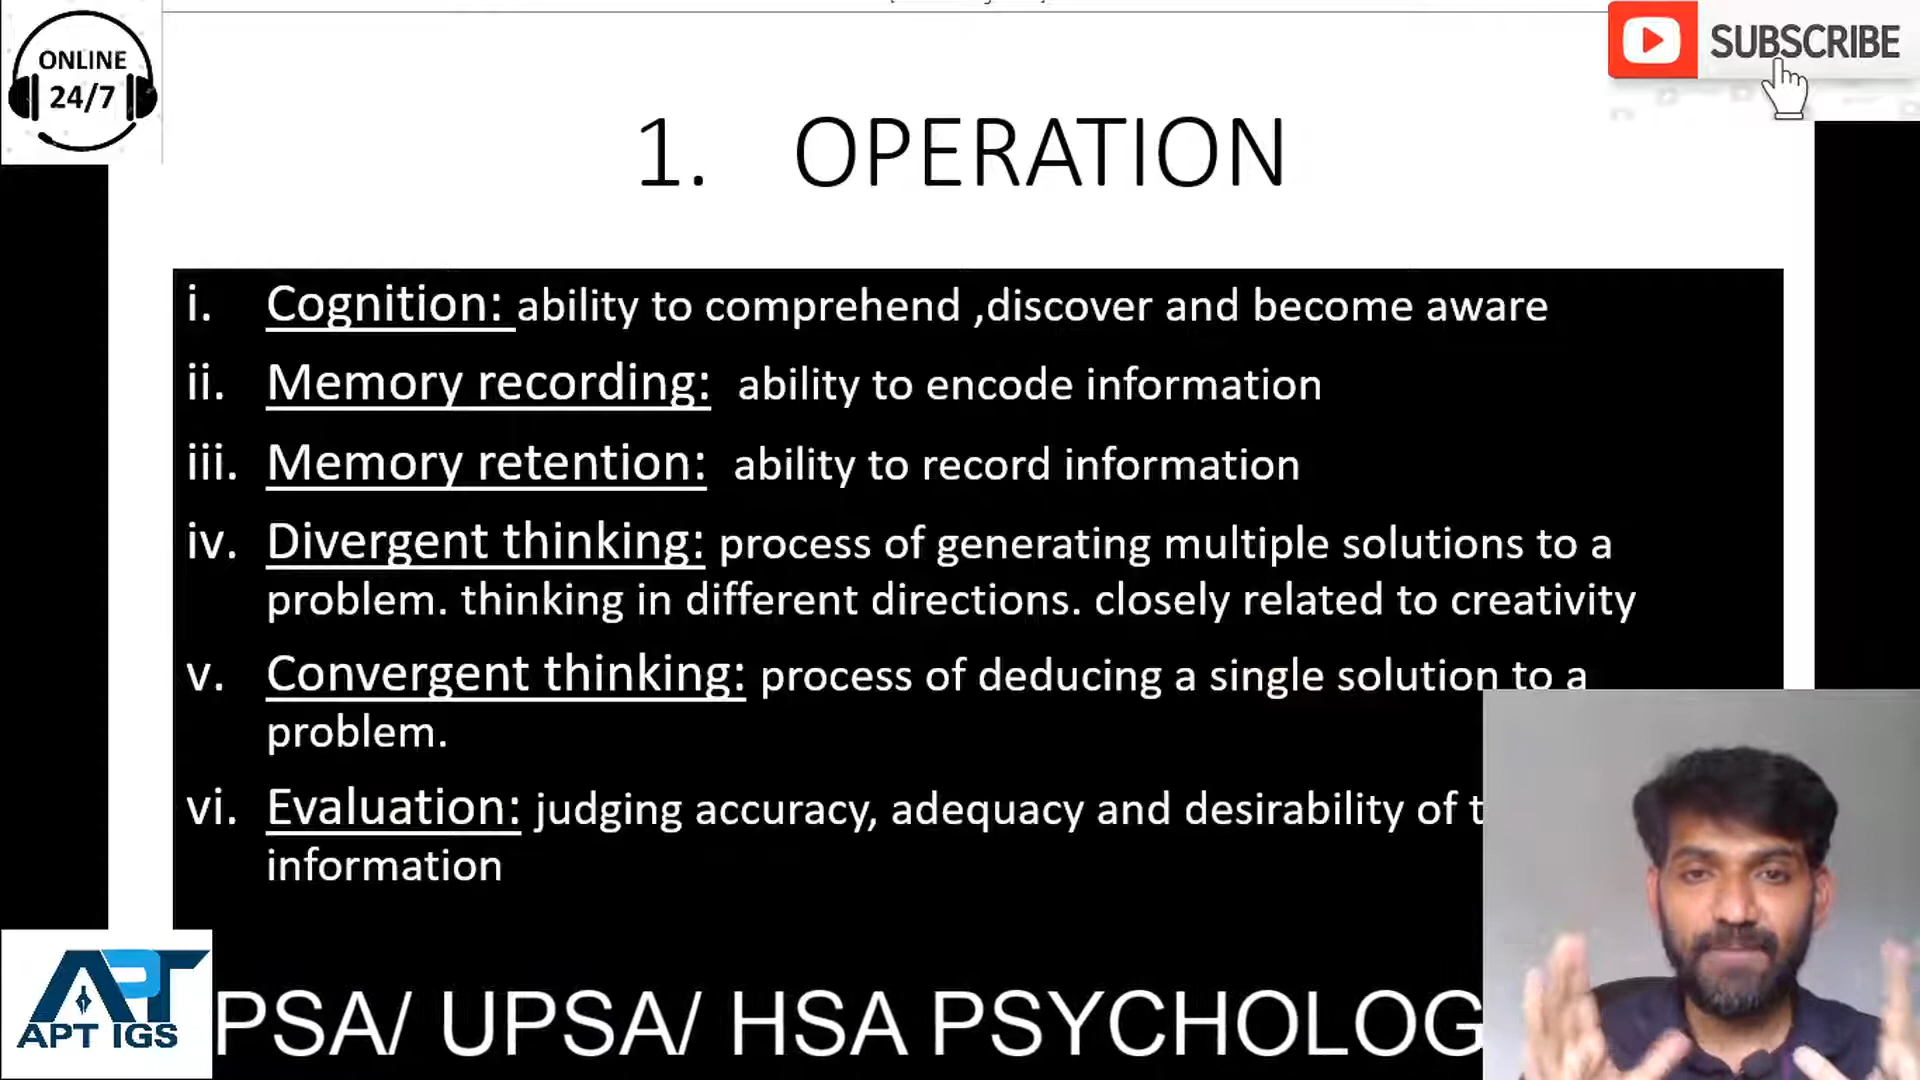 ONLINE
24/7
SUBSCRIBE
1. OPERATION
i. Cognition: ability to comprehend ,discover and become aware
ii. Memory recording: ability to encode information
iii. Memory retention: ability to record information
iv. Divergent thinking: process of generating multiple solutions to a
problem. thinking in different directions. closely related to creativity
v. Convergent thinking: process of deducing a single solution to a
problem.
vi. Evaluation: judging accuracy, adequacy and desirability of
information
APT
APT IGS
PSA/ UPSA/ HSA PSYCHOLOG